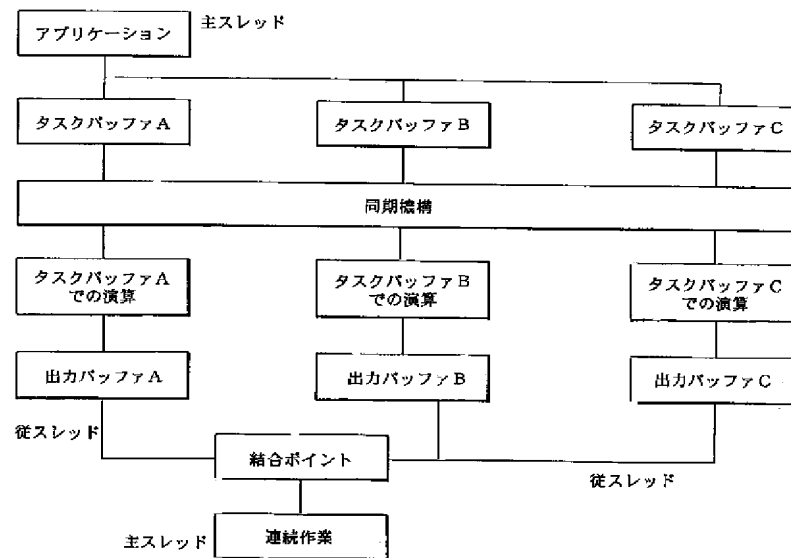 主スレッド
アプリケーション
タスクバッファA
タスクバッファB
タスクバッファC
同期機構
タスクバッファA
での演算
タスクバッファB
での演算
タスクバッファC
での演算
出力バッファA
出力バッファB
出力バッファC
従スレッド
結合ポイント
従スレッド
主スレッド
連続作業